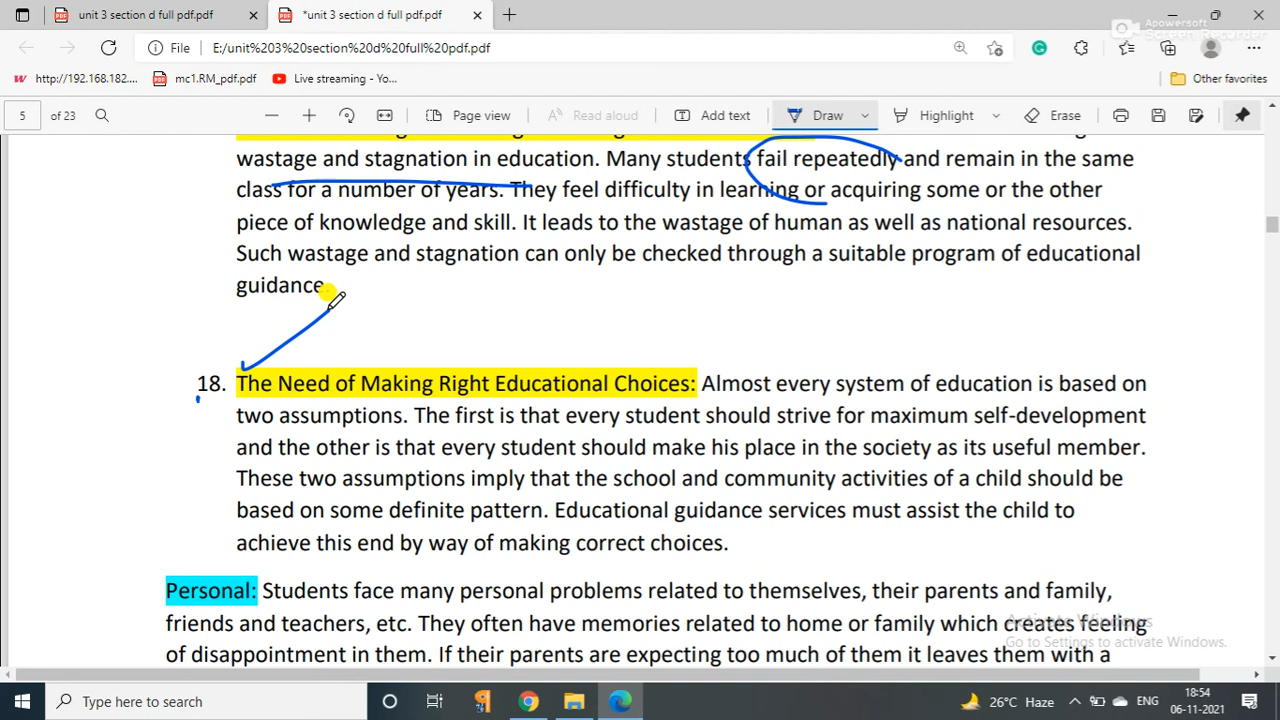 unit 3 section d full pdf.pdf
*unit 3 section d full pdf.pdf
Apowersoft
Screen Recorder
File
E:/unit%203%20section%20d%20full%20pdf.pdf
http://192.168.182....
mc1.RM_pdf.pdf
Live streaming - Yo...
Other favorites
5 of 23
Page view
Read aloud
Add text
Draw
Highlight
Erase
wastage and stagnation in education. Many students fail repeatedly and remain in the same
class for a number of years. They feel difficulty in learning or acquiring some or the other
piece of knowledge and skill. It leads to the wastage of human as well as national resources.
Such wastage and stagnation can only be checked through a suitable program of educational
guidance.
18. The Need of Making Right Educational Choices: Almost every system of education is based on
two assumptions. The first is that every student should strive for maximum self-development
and the other is that every student should make his place in the society as its useful member.
These two assumptions imply that the school and community activities of a child should be
based on some definite pattern. Educational guidance services must assist the child to
achieve this end by way of making correct choices.
Personal: Students face many personal problems related to themselves, their parents and family,
friends and teachers, etc. They often have memories related to home or family which creates feeling
of disappointment in them. If their parents are expecting too much of them it leaves them with a
Activate Windows
Go to Settings to activate Windows.
Type here to search
26°C Haze
ENG
18:54
06-11-2021